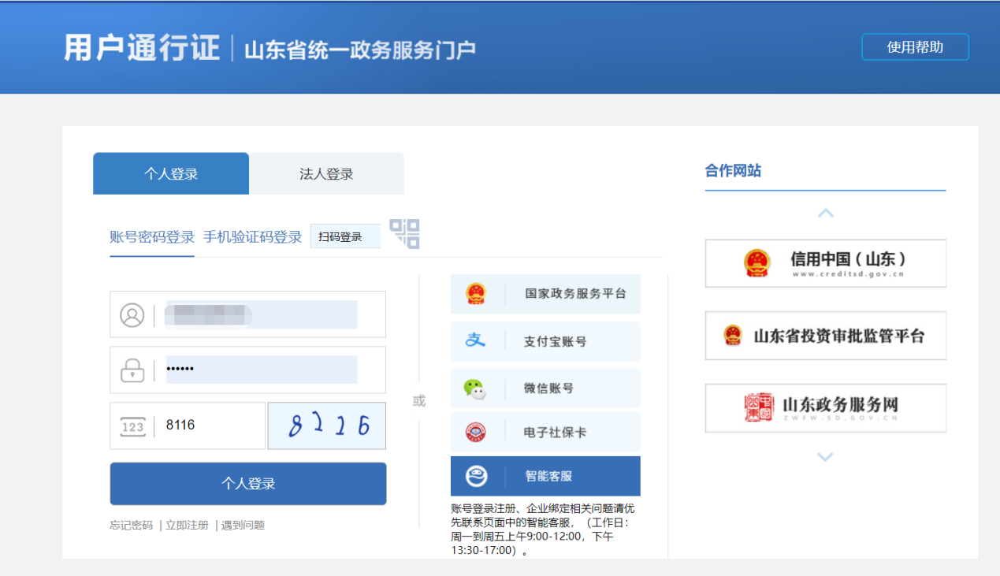 用户通行证 | 山东省统一政务服务门户
使用帮助
个人登录
法人登录
账号密码登录 手机验证码登录 扫码登录
••••••
123 8116
个人登录
忘记密码 | 立即注册 | 遇到问题
或
国家政务服务平台
支付宝账号
微信账号
电子社保卡
智能客服
账号登录注册、企业绑定相关问题请优
先联系页面中的智能客服，（工作日：
周一到周五上午9:00-12:00，下午
13:30-17:00）。
合作网站
信用中国（山东）
www.creditsd.gov.cn
山东省投资审批监管平台
山东政务服务网
ZWFW.SD.GOV.CN